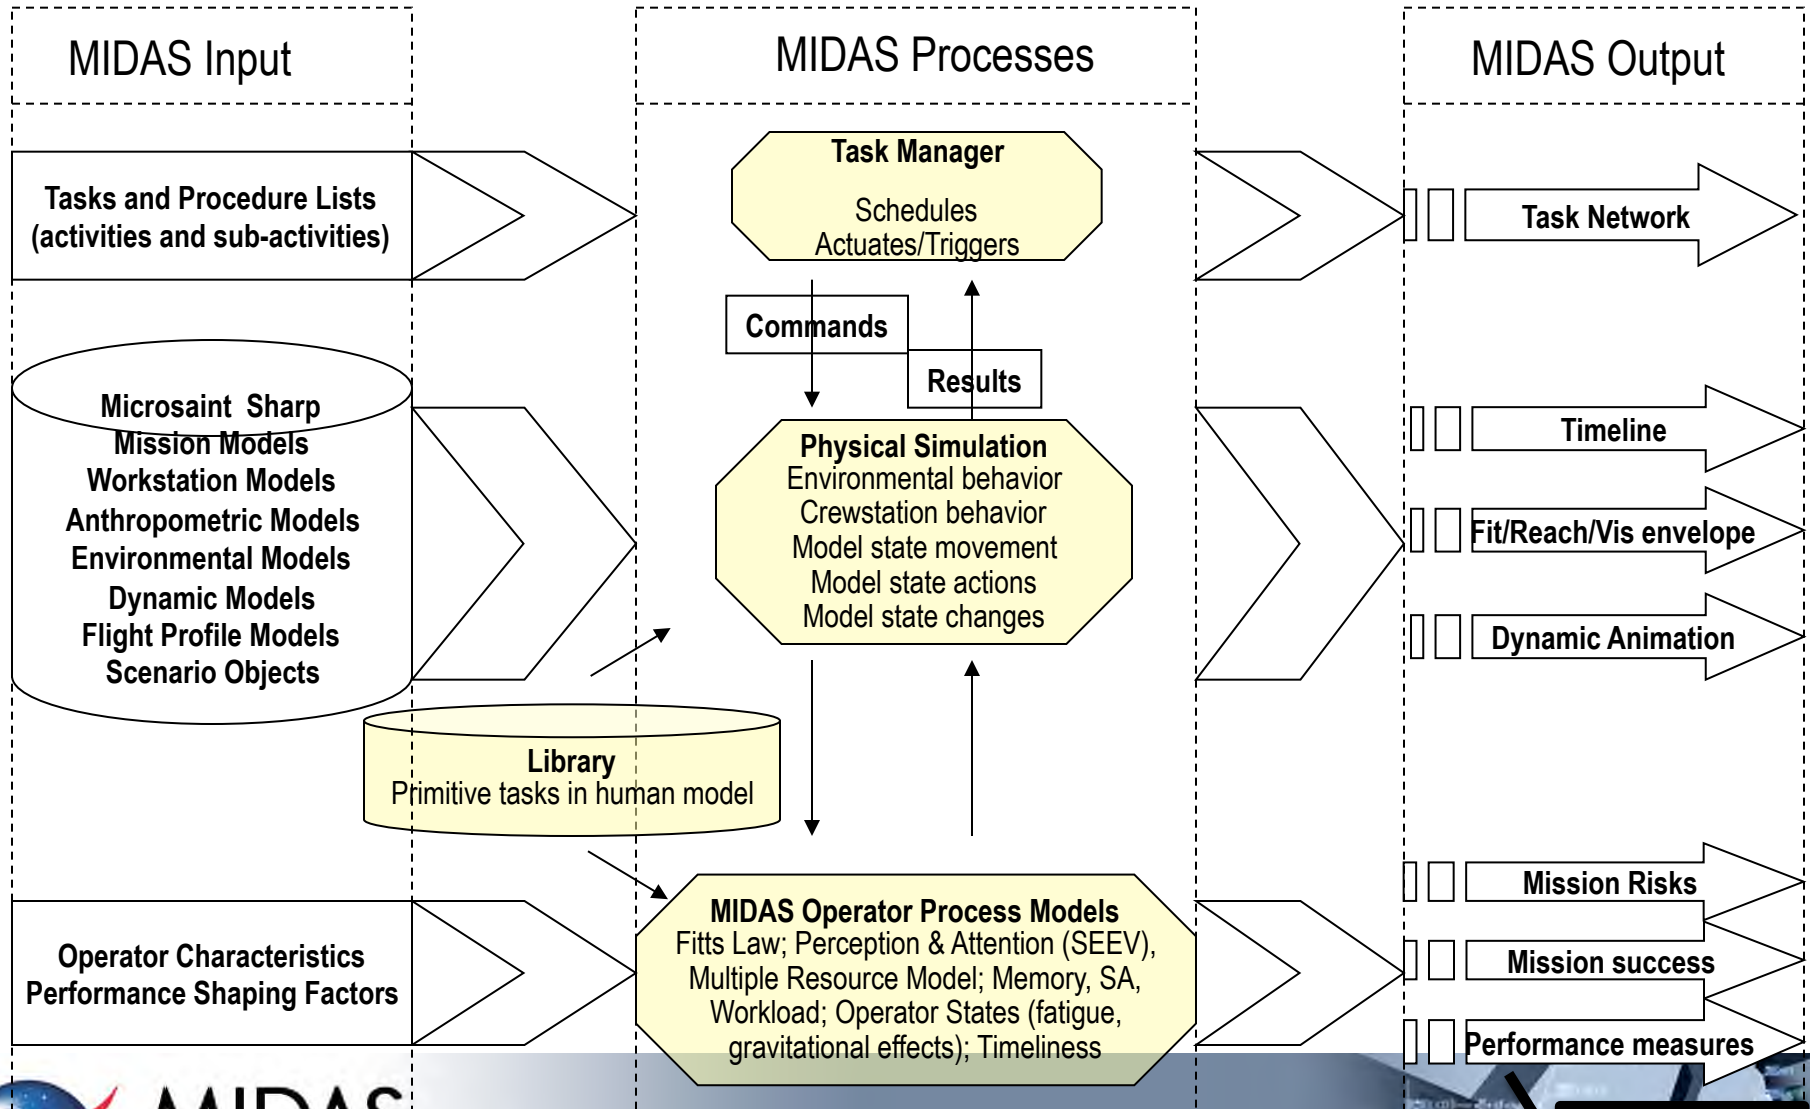 MIDAS Input
MIDAS Processes
MIDAS Output
Tasks and Procedure Lists
(activities and sub-activities)
Task Manager
Schedules
Actuates/Triggers
Task Network
Commands
Results
Microsaint Sharp
Mission Models
Workstation Models
Anthropometric Models
Environmental Models
Dynamic Models
Flight Profile Models
Scenario Objects
Physical Simulation
Environmental behavior
Crewstation behavior
Model state movement
Model state actions
Model state changes
Timeline
Fit/Reach/Vis envelope
Dynamic Animation
Library
Primitive tasks in human model
Operator Characteristics
Performance Shaping Factors
MIDAS Operator Process Models
Fitts Law; Perception & Attention (SEEV),
Multiple Resource Model; Memory, SA,
Workload; Operator States (fatigue,
gravitational effects); Timeliness
Mission Risks
Mission success
Performance measures
MIDAS